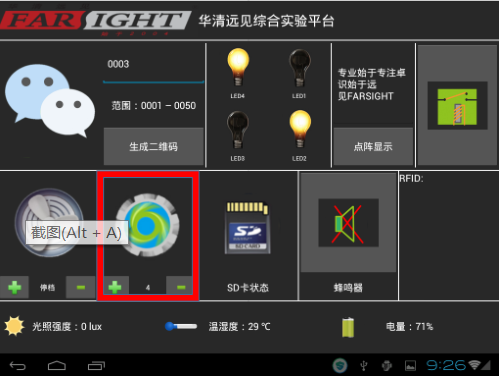 FARSIGHT
华清远见综合实验平台
0003
范围：0001 – 0050
生成二维码
LED4
LED1
LED3
LED2
专业始于专注卓
识始于远
见FARSIGHT
点阵显示
RFID:
截图(Alt + A)
停档
4
SD
SD-CARD
SD卡状态
蜂鸣器
光照强度：0 lux
温湿度：29 ℃
电量：71%
9:26